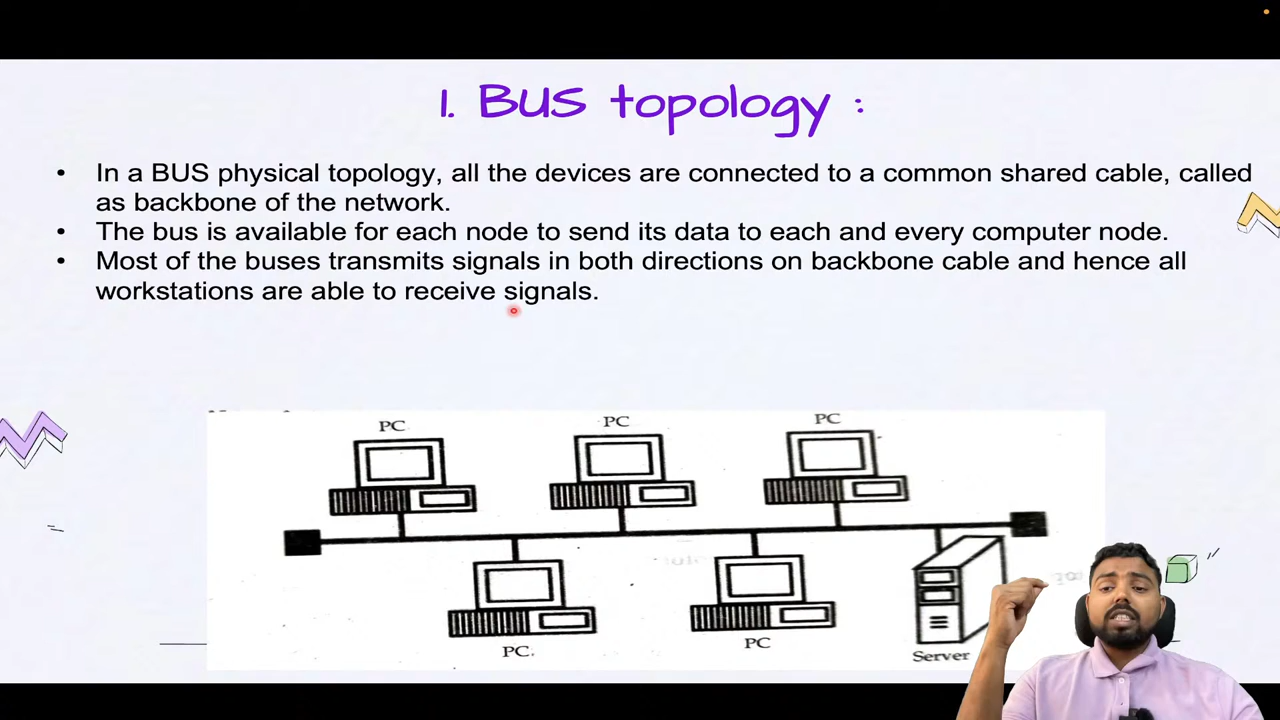 1. BUS topology :
• In a BUS physical topology, all the devices are connected to a common shared cable, called
as backbone of the network.
• The bus is available for each node to send its data to each and every computer node.
• Most of the buses transmits signals in both directions on backbone cable and hence all
workstations are able to receive signals.
PC
PC
PC
PC.
PC
Server